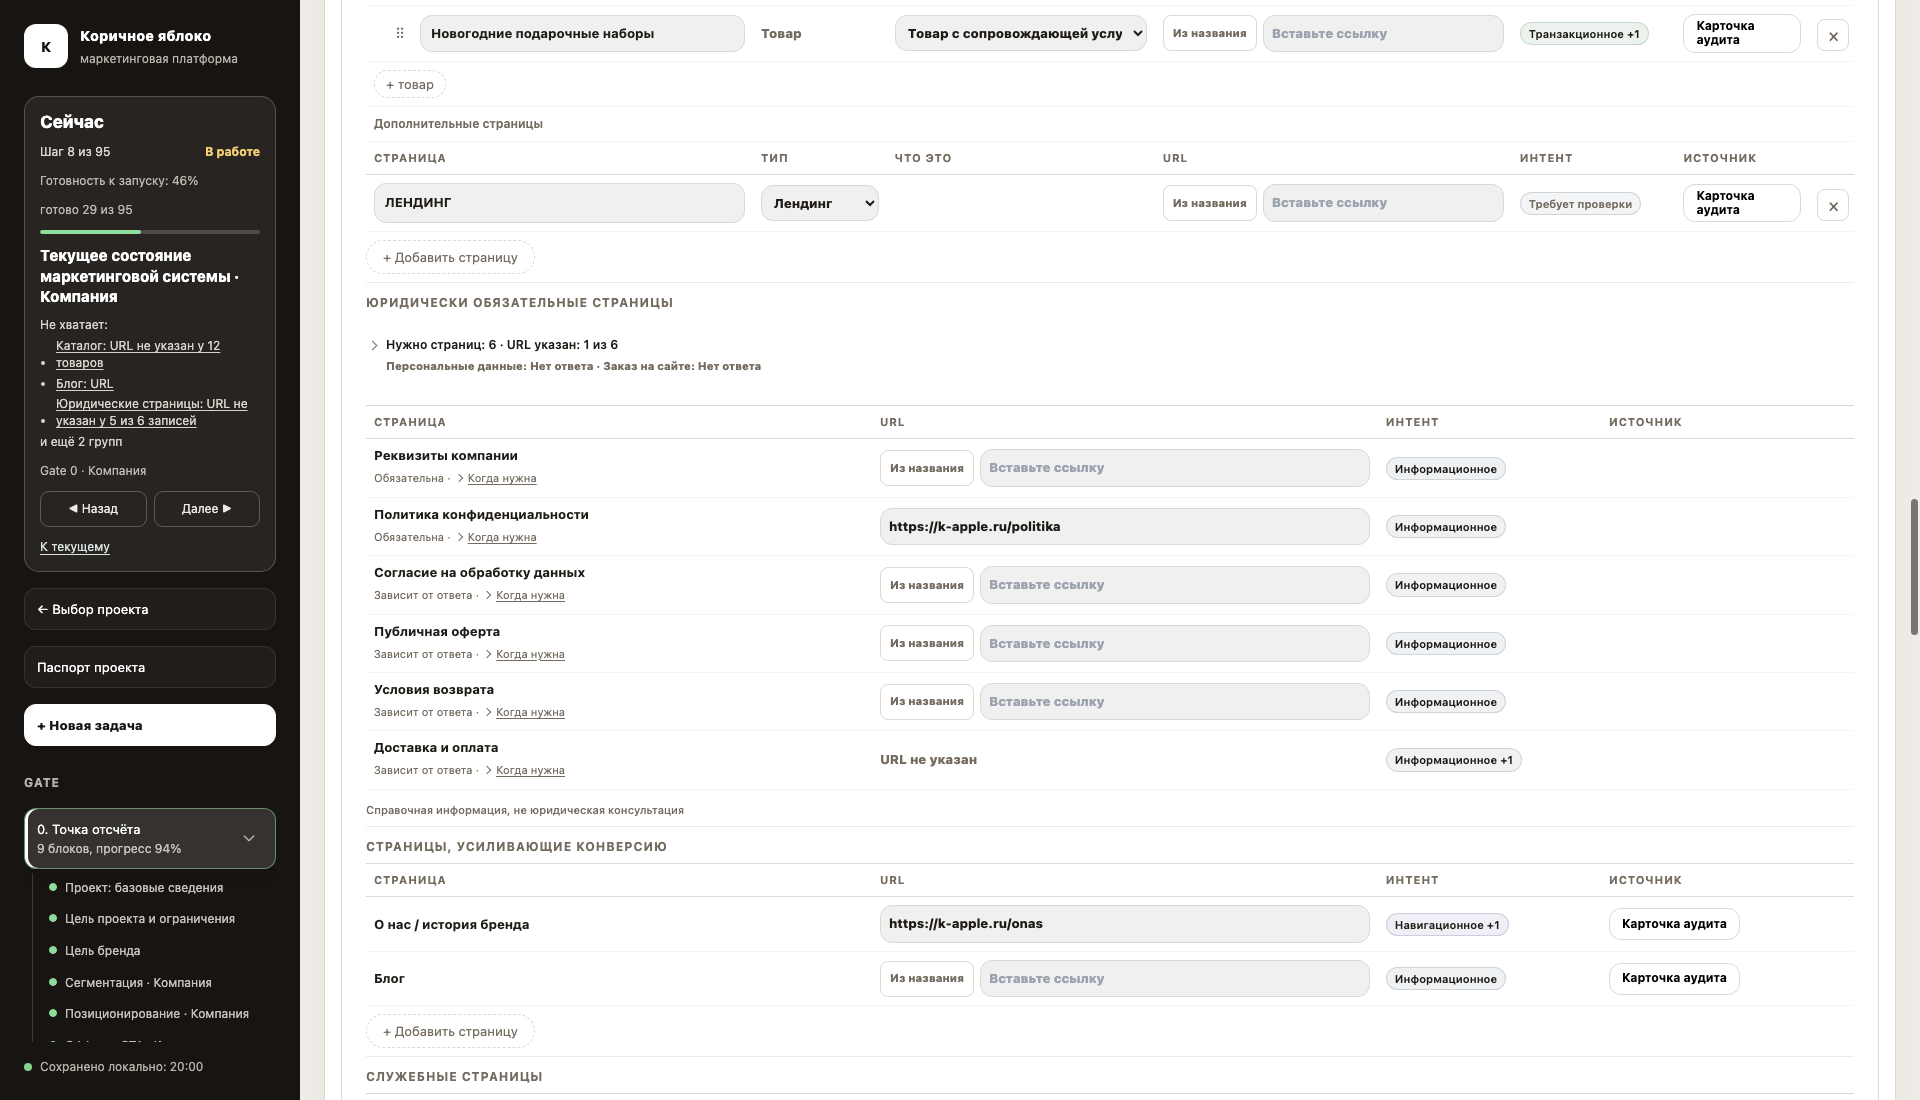 К
Коричное яблоко
маркетинговая платформа
Сейчас
Шаг 8 из 95
В работе
Готовность к запуску: 46%
готово 29 из 95
Текущее состояние
маркетинговой системы ·
Компания
Не хватает:
Каталог: URL не указан у 12
товаров
Блог: URL
Юридические страницы: URL не
указан у 5 из 6 записей
и ещё 2 групп
Gate 0 · Компания
Назад
Далее
К текущему
← Выбор проекта
Паспорт проекта
+ Новая задача
GATE
0. Точка отсчёта
9 блоков, прогресс 94%
Проект: базовые сведения
Цель проекта и ограничения
Цель бренда
Сегментация · Компания
Позиционирование · Компания
Сохранено локально: 20:00
Новогодние подарочные наборы
Товар
Товар с сопровождающей услу
Из названия
Вставьте ссылку
Транзакционное +1
Карточка
аудита
×
+ товар
Дополнительные страницы
СТРАНИЦА
ТИП
ЧТО ЭТО
URL
ИНТЕНТ
ИСТОЧНИК
ЛЕНДИНГ
Лендинг
Из названия
Вставьте ссылку
Требует проверки
Карточка
аудита
×
+ Добавить страницу
ЮРИДИЧЕСКИ ОБЯЗАТЕЛЬНЫЕ СТРАНИЦЫ
Нужно страниц: 6 · URL указан: 1 из 6
Персональные данные: Нет ответа · Заказ на сайте: Нет ответа
СТРАНИЦА
URL
ИНТЕНТ
ИСТОЧНИК
Реквизиты компании
Обязательна · Когда нужна
Из названия
Вставьте ссылку
Информационное
Политика конфиденциальности
Обязательна · Когда нужна
https://k-apple.ru/politika
Информационное
Согласие на обработку данных
Зависит от ответа · Когда нужна
Из названия
Вставьте ссылку
Информационное
Публичная оферта
Зависит от ответа · Когда нужна
Из названия
Вставьте ссылку
Информационное
Условия возврата
Зависит от ответа · Когда нужна
Из названия
Вставьте ссылку
Информационное
Доставка и оплата
Зависит от ответа · Когда нужна
URL не указан
Информационное +1
Справочная информация, не юридическая консультация
СТРАНИЦЫ, УСИЛИВАЮЩИЕ КОНВЕРСИЮ
СТРАНИЦА
URL
ИНТЕНТ
ИСТОЧНИК
О нас / история бренда
https://k-apple.ru/onas
Навигационное +1
Карточка аудита
Блог
Из названия
Вставьте ссылку
Информационное
Карточка аудита
+ Добавить страницу
СЛУЖЕБНЫЕ СТРАНИЦЫ